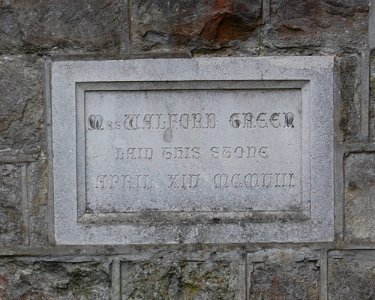 Mrs WALFORD GREEN
LAID THIS STONE
APRIL XIV MCMVIII